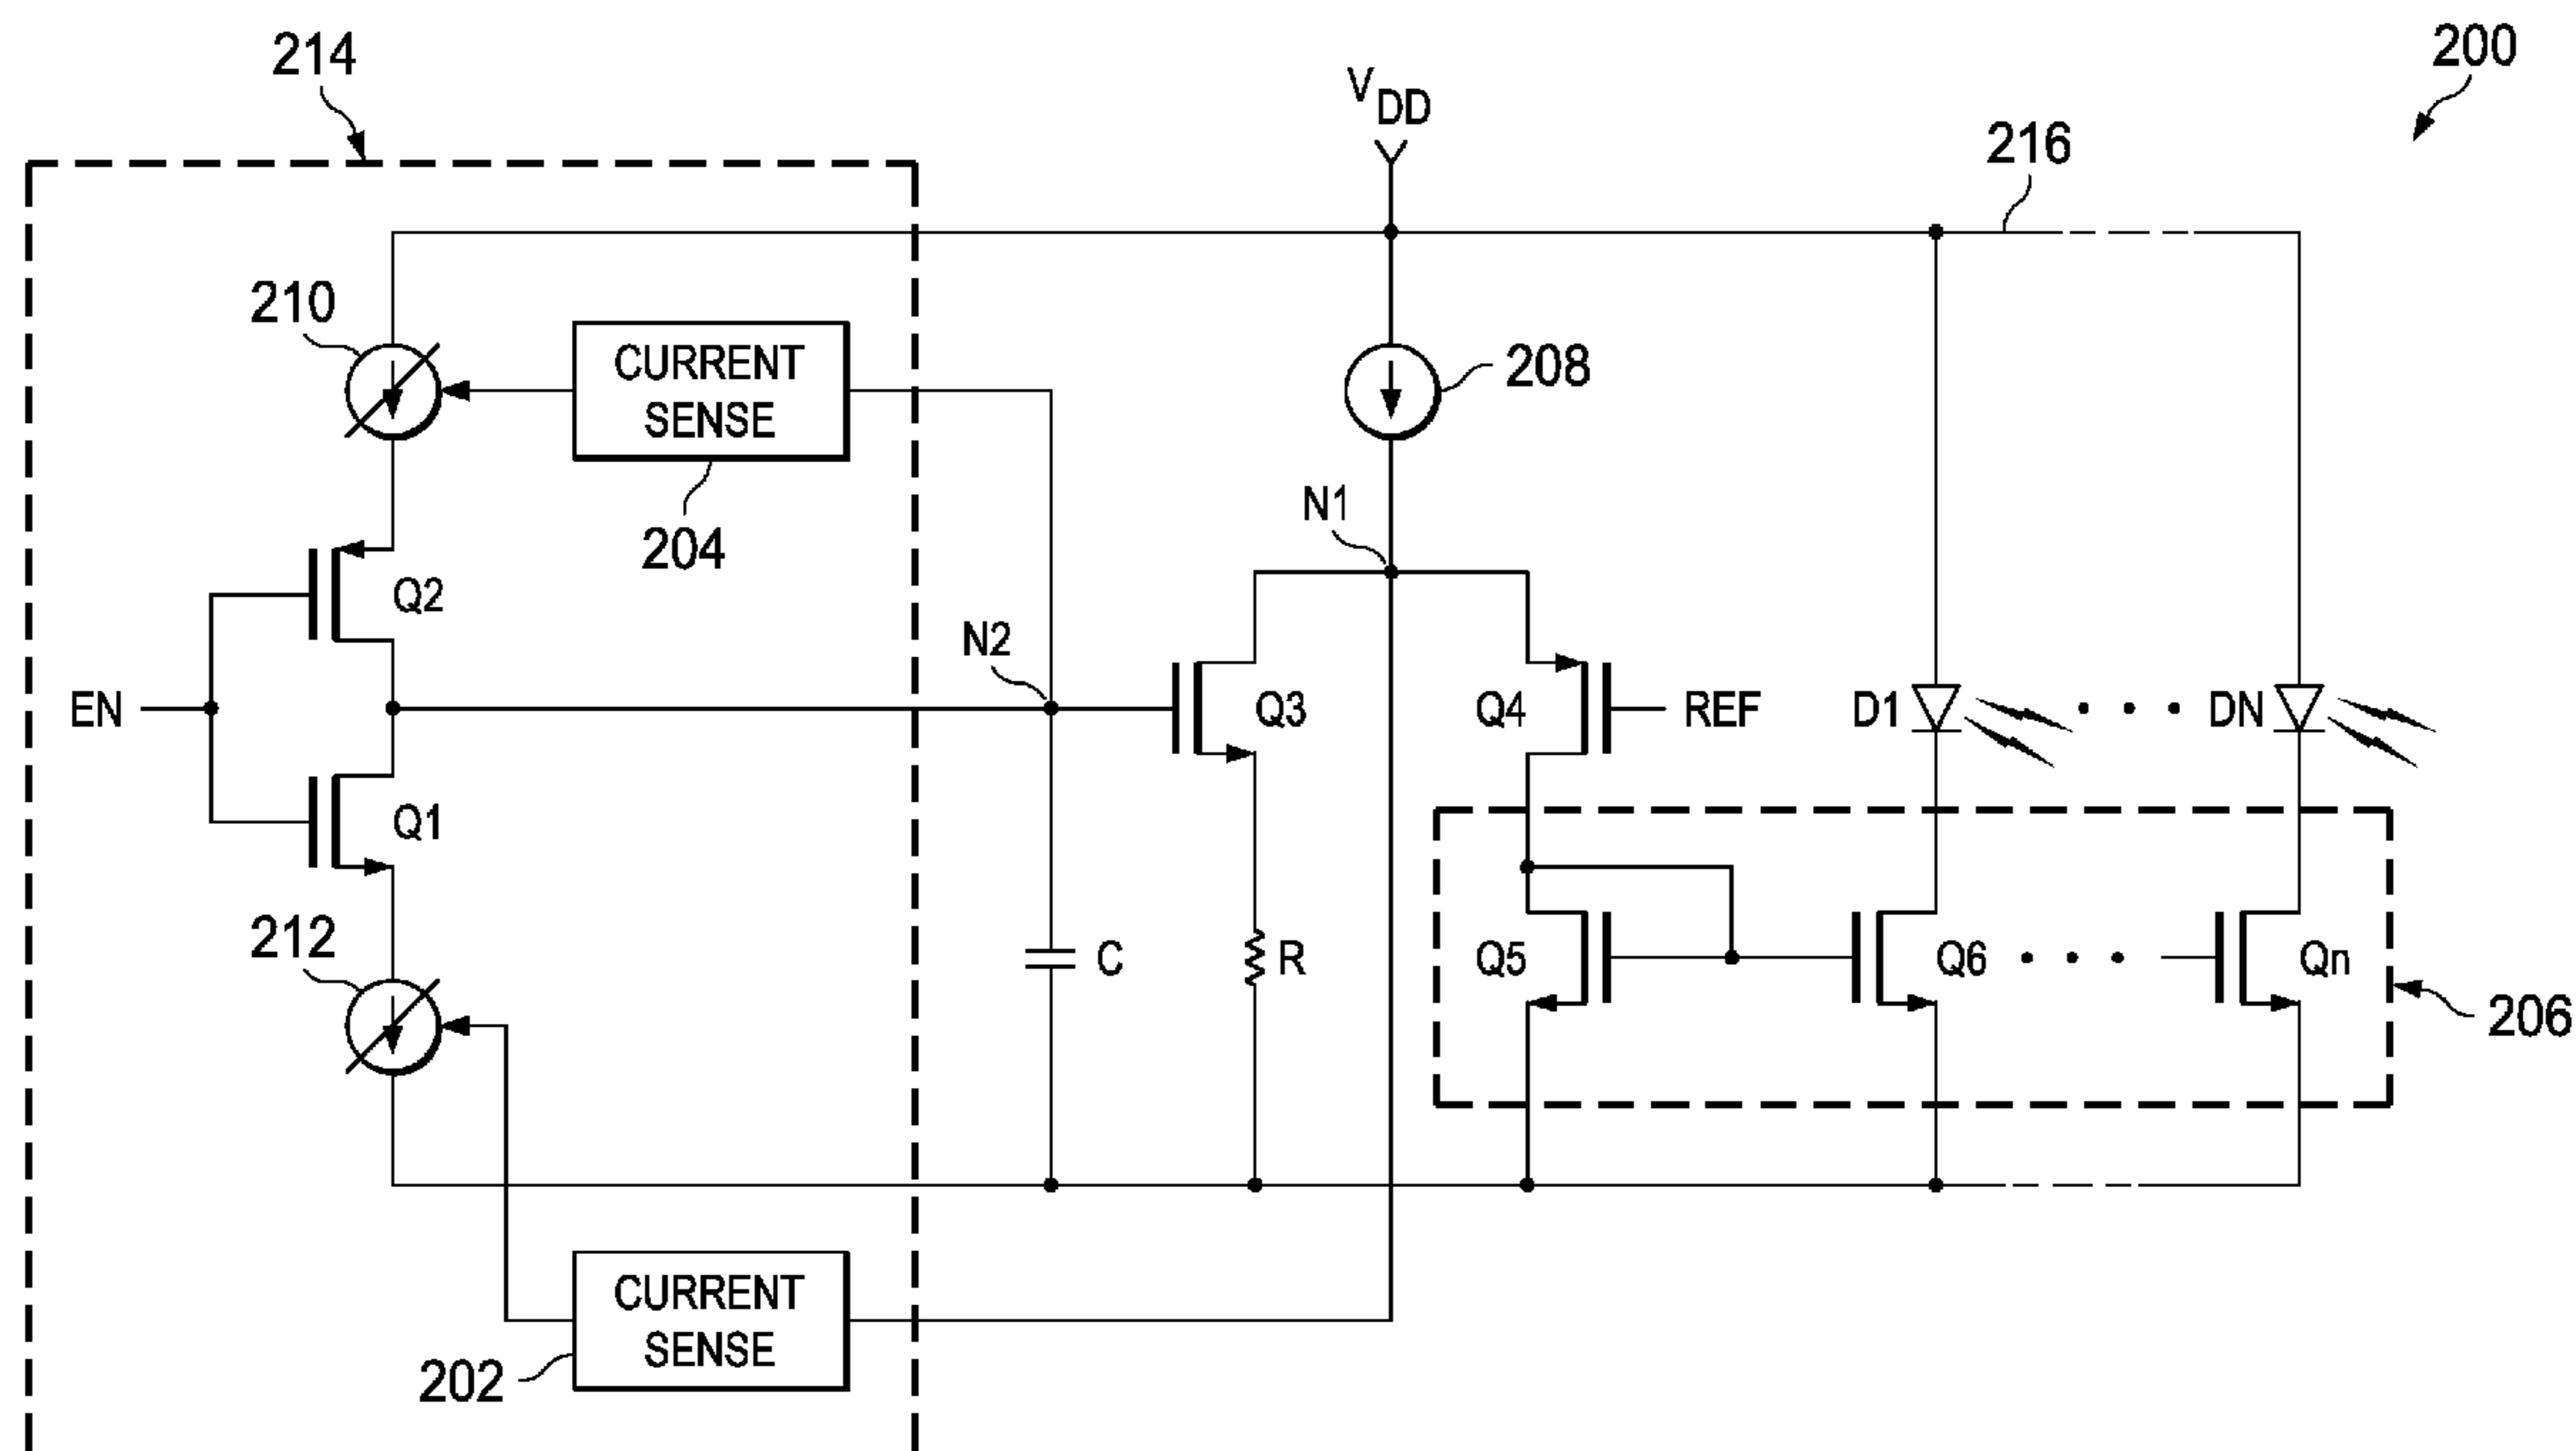 214
200
VDD
216
210
CURRENT
SENSE
204
208
N1
Q2
N2
EN
Q3
Q4
REF
D1
DN
Q1
212
C
R
Q5
Q6
Qn
206
CURRENT
SENSE
202